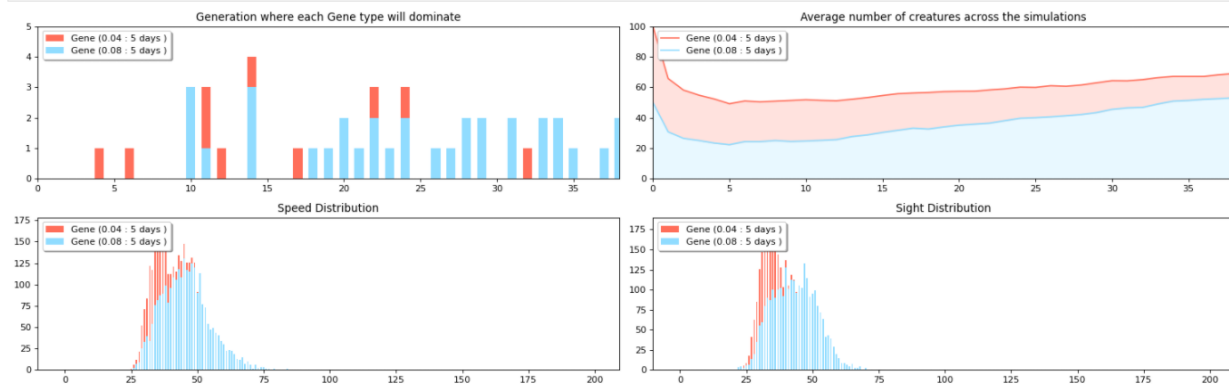 Generation where each Gene type will dominate
Gene (0.04 : 5 days )
Gene (0.08 : 5 days )
5
4
3
2
1
0
0 5 10 15 20 25 30 35
Average number of creatures across the simulations
Gene (0.04 : 5 days )
Gene (0.08 : 5 days )
100
80
60
40
20
0
0 5 10 15 20 25 30 35
Speed Distribution
Gene (0.04 : 5 days )
Gene (0.08 : 5 days )
175
150
125
100
75
50
25
0
0 25 50 75 100 125 150 175 200
Sight Distribution
Gene (0.04 : 5 days )
Gene (0.08 : 5 days )
175
150
125
100
75
50
25
0
0 25 50 75 100 125 150 175 200